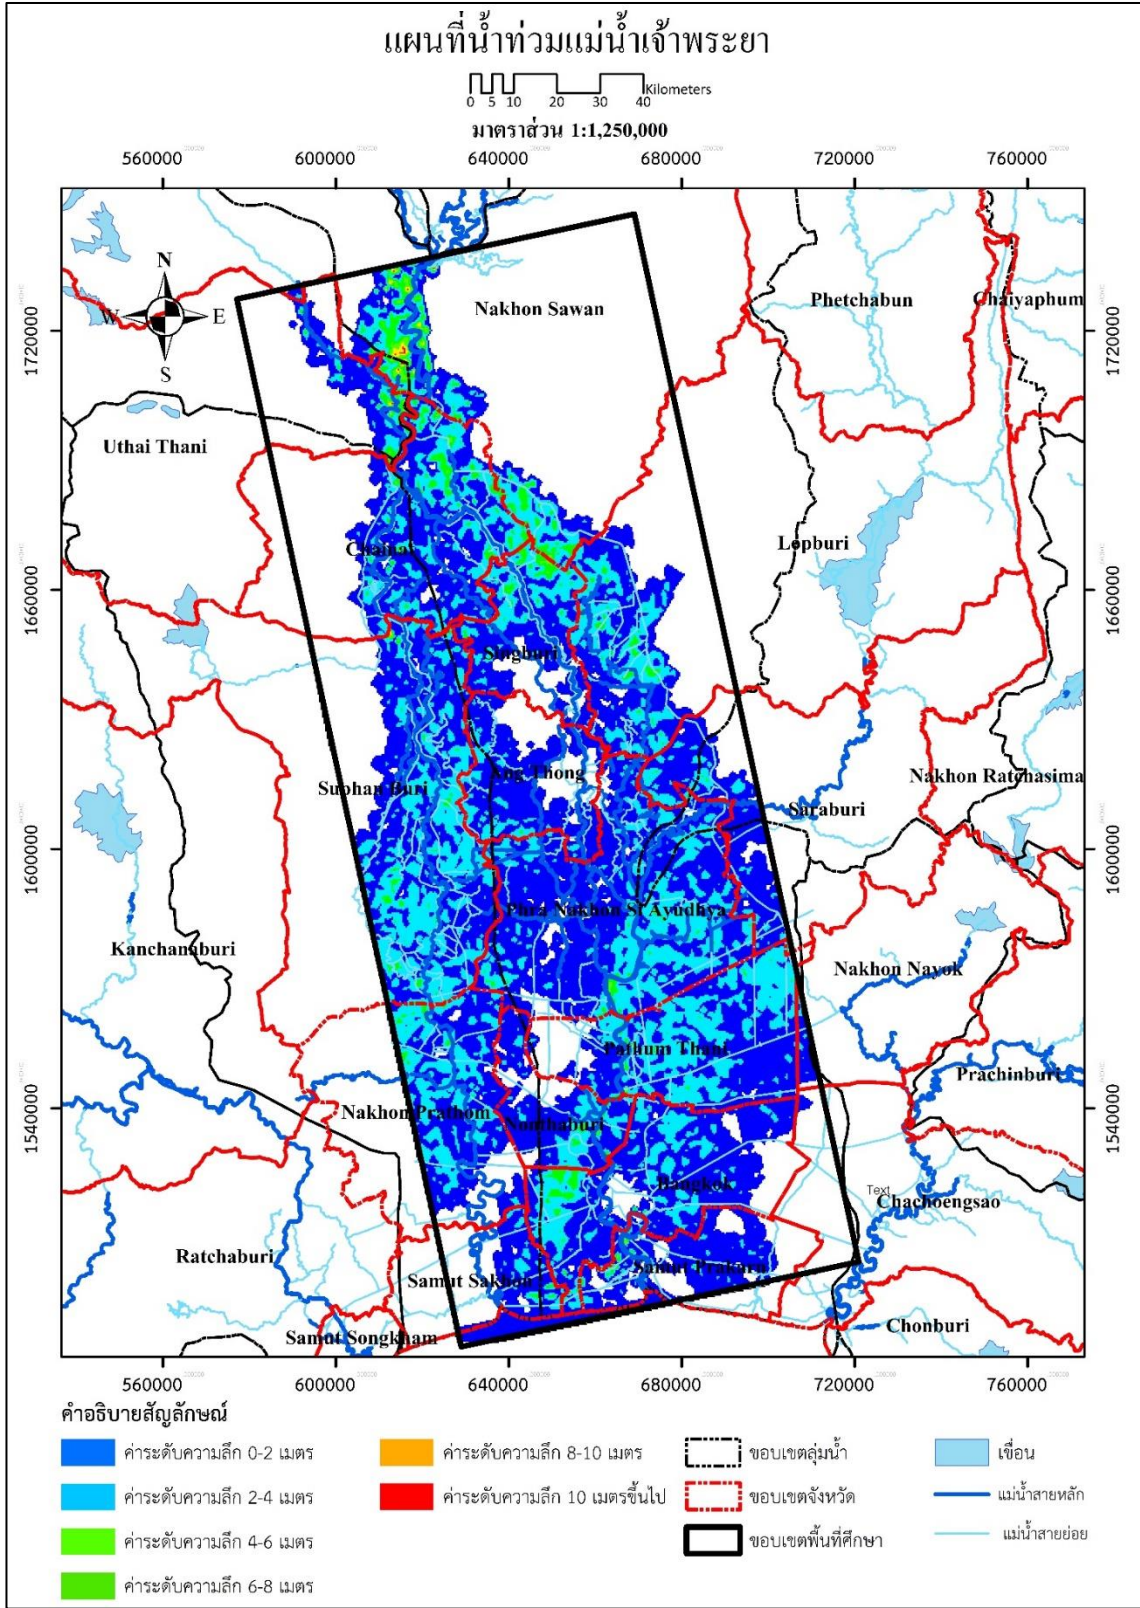 แผนที่น้ำท่วมแม่น้ำเจ้าพระยา
0 5 10 20 30 40 Kilometers
มาตราส่วน 1:1,250,000
560000 600000 640000 680000 720000 760000
N
W E
S
1720000 1720000
1660000 1660000
1600000 1600000
1540000 1540000
Nakhon Sawan
Phetchabun
Chaiyaphum
Uthai Thani
Lopburi
Chainat
Singburi
Ang Thong
Suphan Buri
Nakhon Ratchasima
Saraburi
Phra Nakhon Si Ayudhya
Kanchanaburi
Nakhon Nayok
Pathum Thani
Prachinburi
Nakhon Prathom
Nonthaburi
Bangkok
Text
Chachoengsao
Ratchaburi
Samut Sakhon
Samut Prakarn
Samut Songkham
Chonburi
560000 600000 640000 680000 720000 760000
คำอธิบายสัญลักษณ์
ค่าระดับความลึก 0-2 เมตร
ค่าระดับความลึก 2-4 เมตร
ค่าระดับความลึก 4-6 เมตร
ค่าระดับความลึก 6-8 เมตร
ค่าระดับความลึก 8-10 เมตร
ค่าระดับความลึก 10 เมตรขึ้นไป
ขอบเขตลุ่มน้ำ
ขอบเขตจังหวัด
ขอบเขตพื้นที่ศึกษา
เขื่อน
แม่น้ำสายหลัก
แม่น้ำสายย่อย